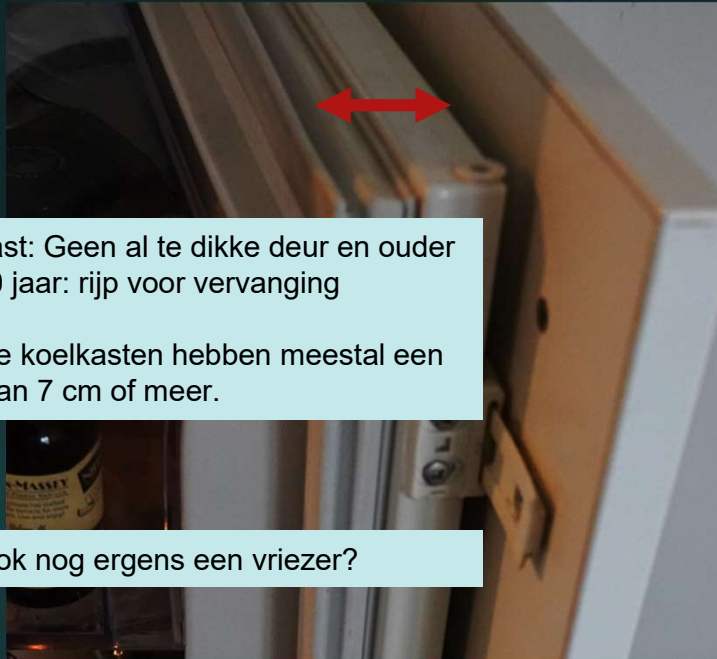 ast: Geen al te dikke deur en ouder
jaar: rijp voor vervanging
e koelkasten hebben meestal een
an 7 cm of meer.
-MASSEY
ok nog ergens een vriezer?